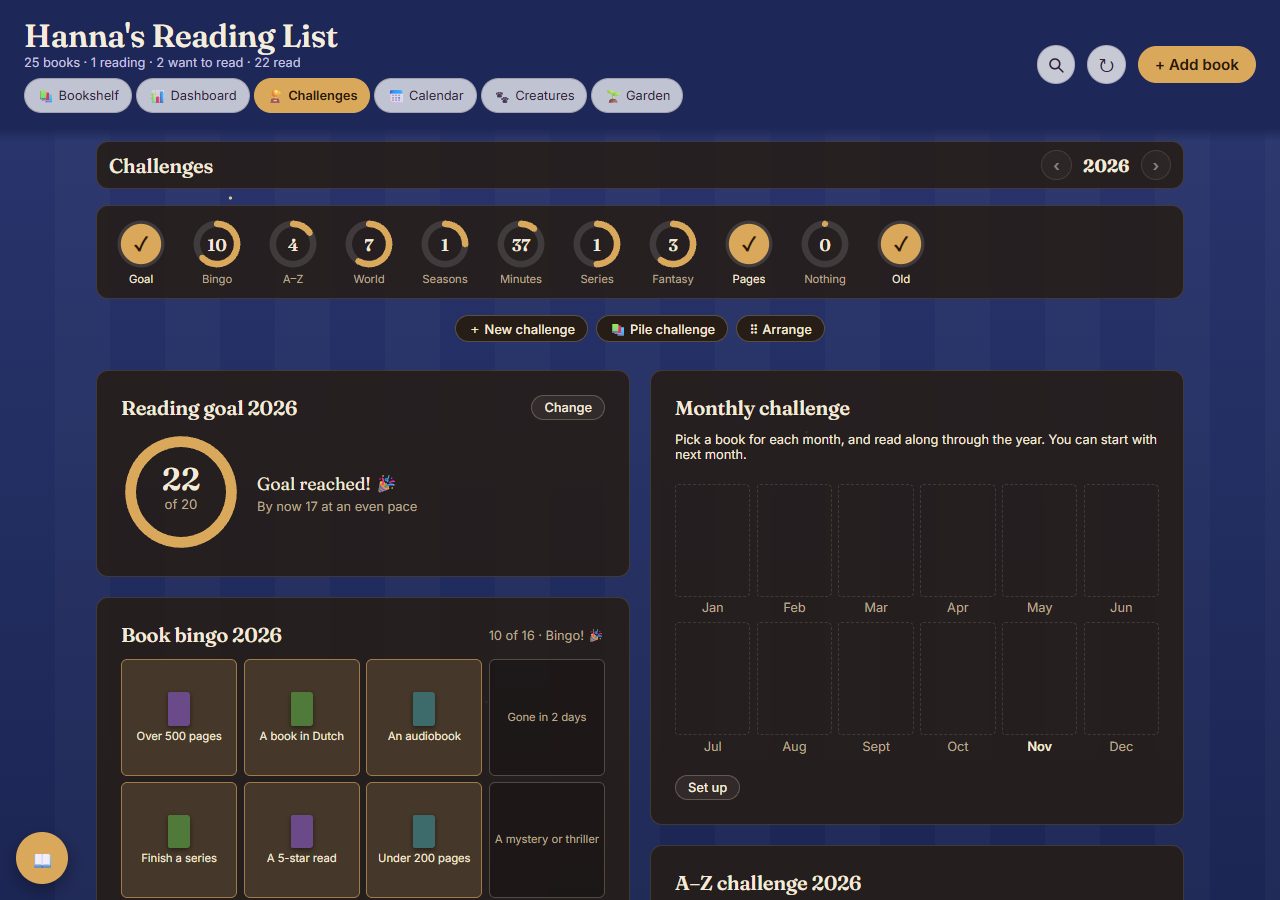 Hanna's Reading List
25 books · 1 reading · 2 want to read · 22 read
Bookshelf
Dashboard
Challenges
Calendar
Creatures
Garden
+ Add book
Challenges
‹ 2026 ›
✓
10
4
7
1
37
1
3
✓
0
✓
Goal
Bingo
A–Z
World
Seasons
Minutes
Series
Fantasy
Pages
Nothing
Old
+ New challenge
Pile challenge
Arrange
Reading goal 2026
Change
22
of 20
Goal reached!
By now 17 at an even pace
Book bingo 2026
10 of 16 · Bingo!
Over 500 pages
A book in Dutch
An audiobook
Gone in 2 days
Finish a series
A 5-star read
Under 200 pages
A mystery or thriller
Monthly challenge
Pick a book for each month, and read along through the year. You can start with
next month.
Jan
Feb
Mar
Apr
May
Jun
Jul
Aug
Sept
Oct
Nov
Dec
Set up
A–Z challenge 2026